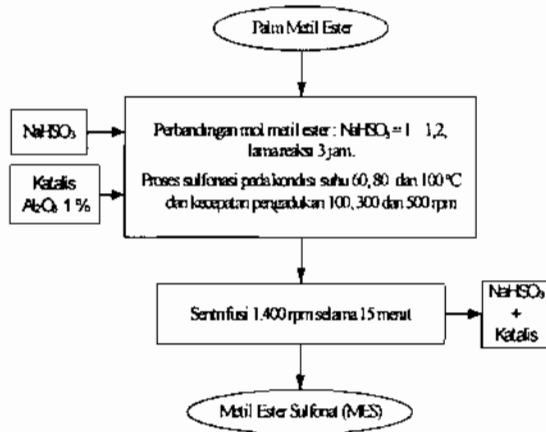 Palm Metil Ester
NaHSO₃
Perbandingan mol metil ester : NaHSO₃ = 1 1,2,
lama reaksi 3 jam.
Katalis
Al₂O₃ 1 %
Proses sulfonasi pada kondisi suhu 60, 80 dan 100 °C
dan kecepatan pengadukan 100, 300 dan 500 rpm
Sentrifusi 1.400 rpm selama 15 menit
NaHSO₃
+
Katalis
Metil Ester Sulfonat (MES)